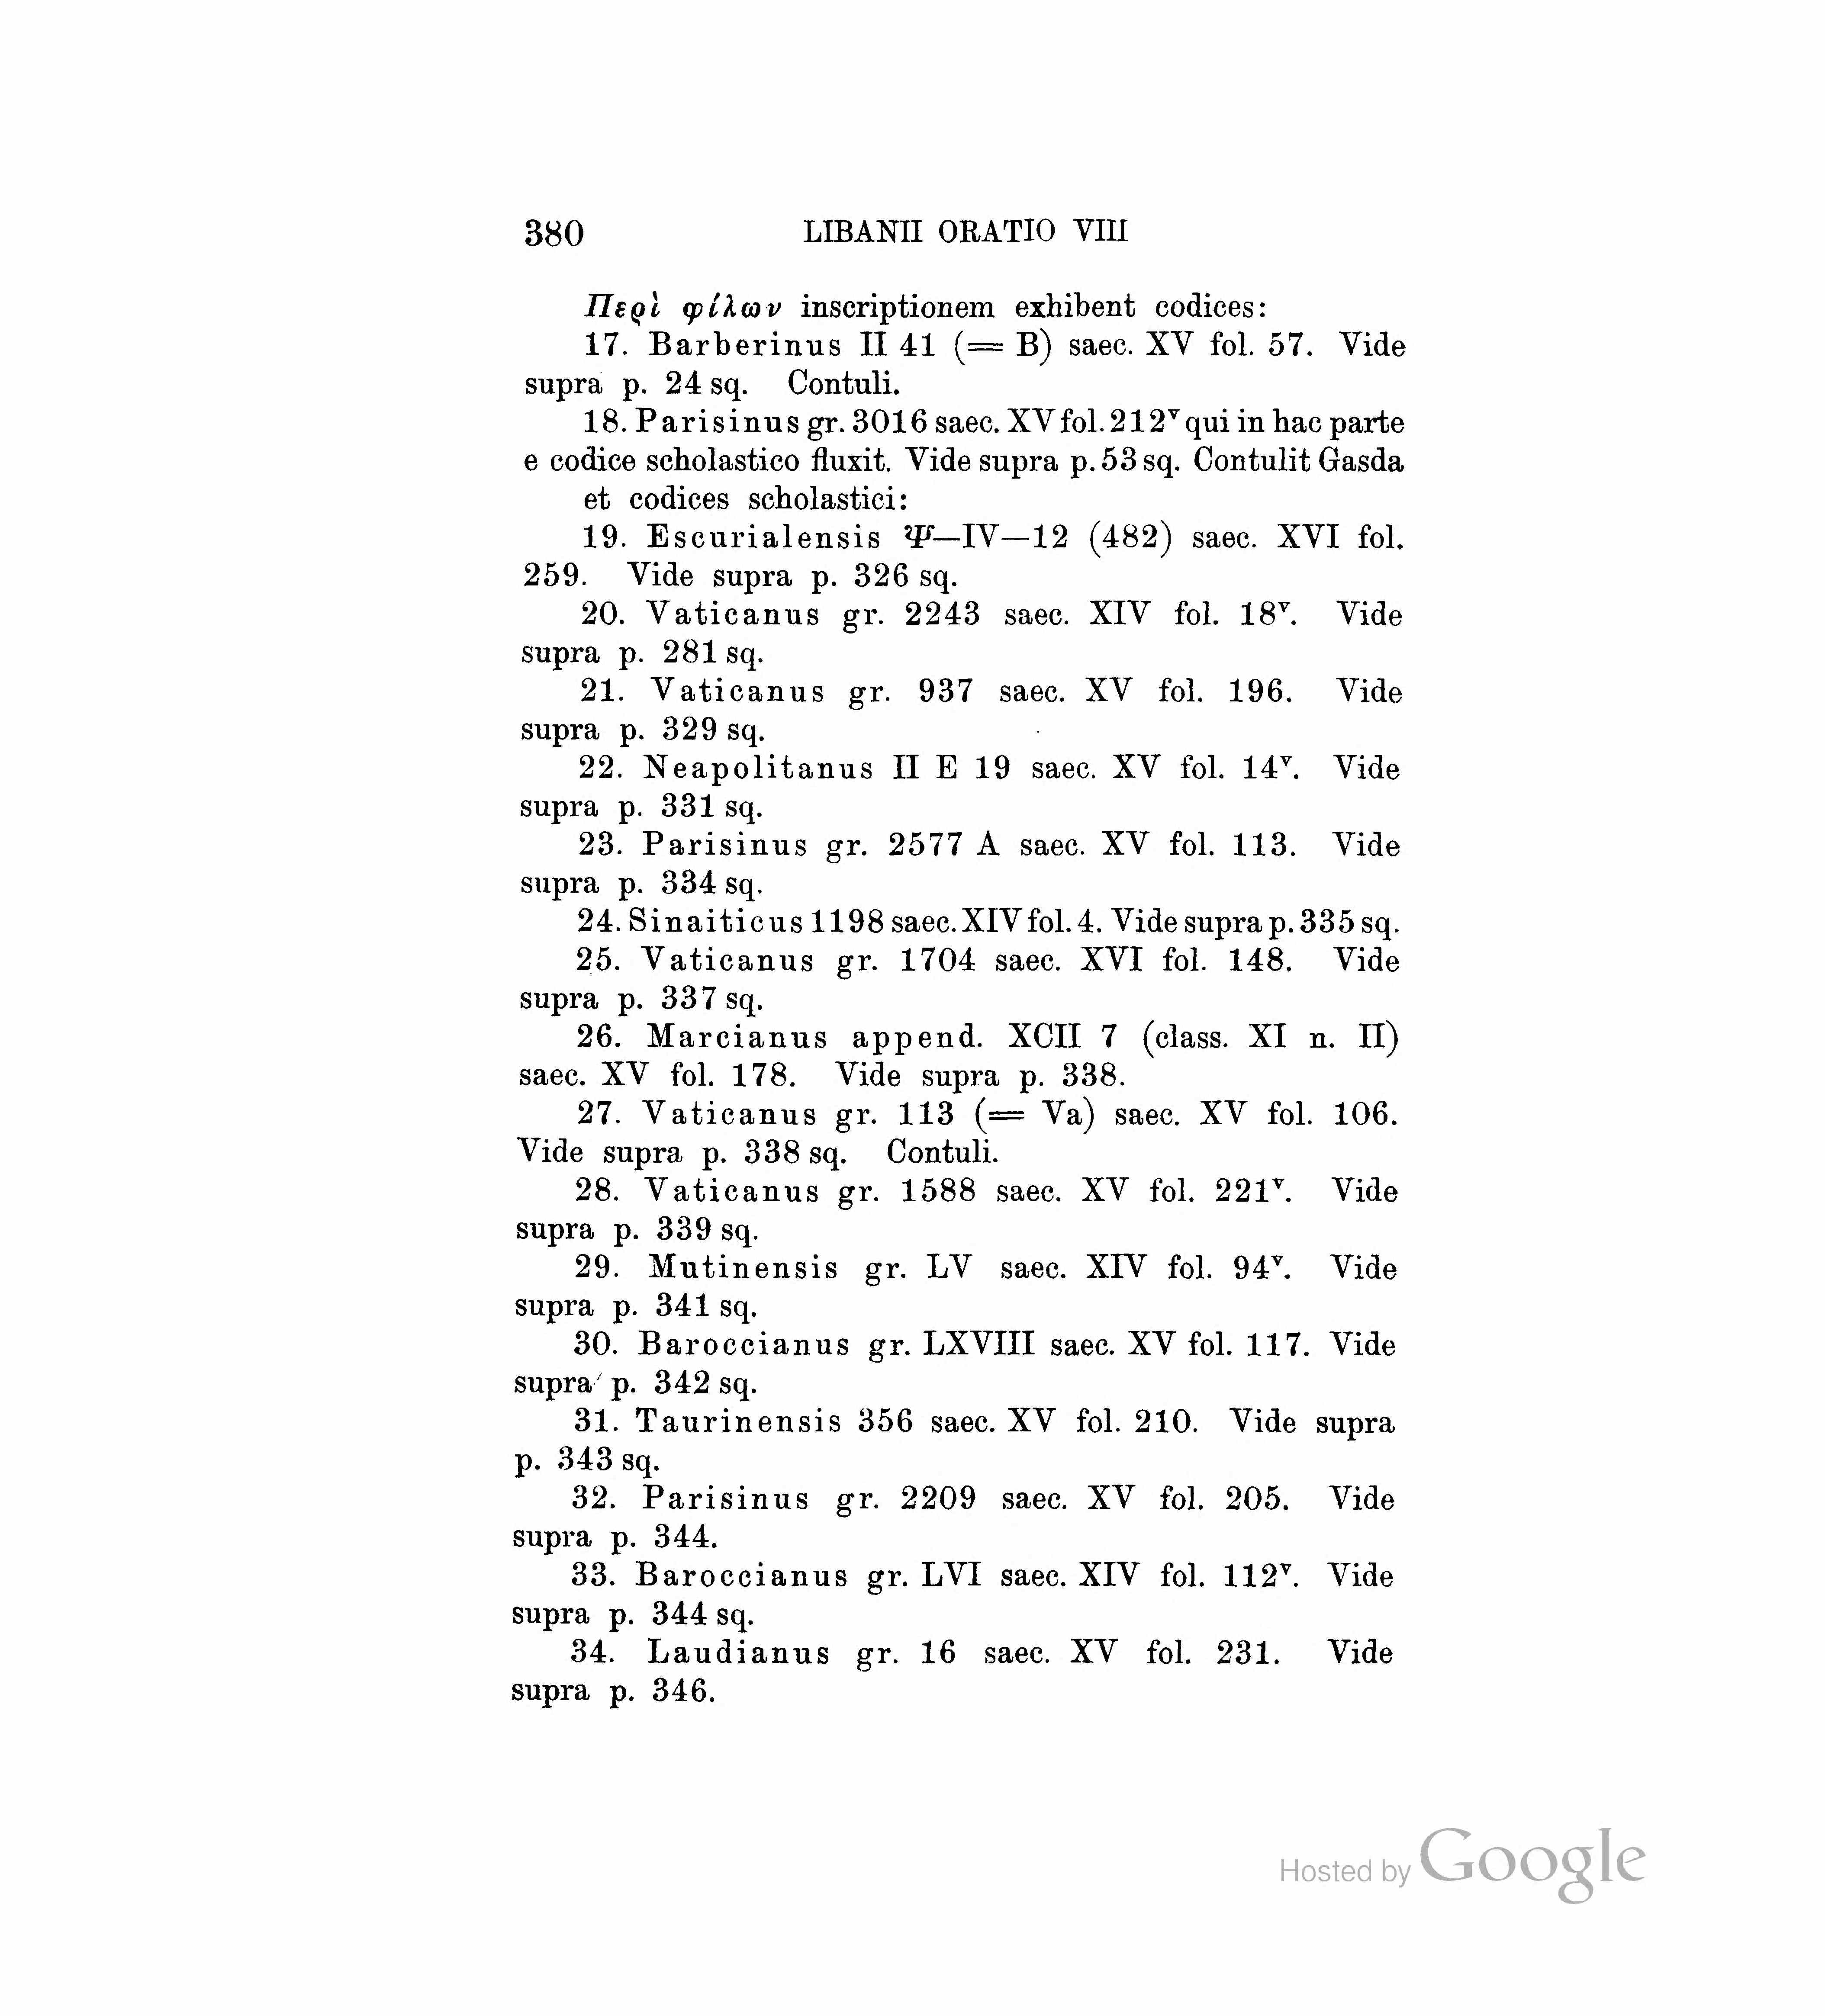 380 LIBANII ORATIO VIII
Περὶ φίλων inscriptionem exhibent codices:
17. Barberinus II 41 (= B) saec. XV fol. 57. Vide
supra p. 24 sq. Contuli.
18. Parisinus gr. 3016 saec. XV fol. 212ᵛ qui in hac parte
e codice scholastico fluxit. Vide supra p. 53 sq. Contulit Gasda
et codices scholastici:
19. Escurialensis Ψ—IV—12 (482) saec. XVI fol.
259. Vide supra p. 326 sq.
20. Vaticanus gr. 2243 saec. XIV fol. 18ᵛ. Vide
supra p. 281 sq.
21. Vaticanus gr. 937 saec. XV fol. 196. Vide
supra p. 329 sq.
22. Neapolitanus II E 19 saec. XV fol. 14ᵛ. Vide
supra p. 331 sq.
23. Parisinus gr. 2577 A saec. XV fol. 113. Vide
supra p. 334 sq.
24. Sinaiticus 1198 saec. XIV fol. 4. Vide supra p. 335 sq.
25. Vaticanus gr. 1704 saec. XVI fol. 148. Vide
supra p. 337 sq.
26. Marcianus append. XCII 7 (class. XI n. II)
saec. XV fol. 178. Vide supra p. 338.
27. Vaticanus gr. 113 (= Va) saec. XV fol. 106.
Vide supra p. 338 sq. Contuli.
28. Vaticanus gr. 1588 saec. XV fol. 221ᵛ. Vide
supra p. 339 sq.
29. Mutinensis gr. LV saec. XIV fol. 94ᵛ. Vide
supra p. 341 sq.
30. Baroccianus gr. LXVIII saec. XV fol. 117. Vide
supra p. 342 sq.
31. Taurinensis 356 saec. XV fol. 210. Vide supra
p. 343 sq.
32. Parisinus gr. 2209 saec. XV fol. 205. Vide
supra p. 344.
33. Baroccianus gr. LVI saec. XIV fol. 112ᵛ. Vide
supra p. 344 sq.
34. Laudianus gr. 16 saec. XV fol. 231. Vide
supra p. 346.
Hosted by Google